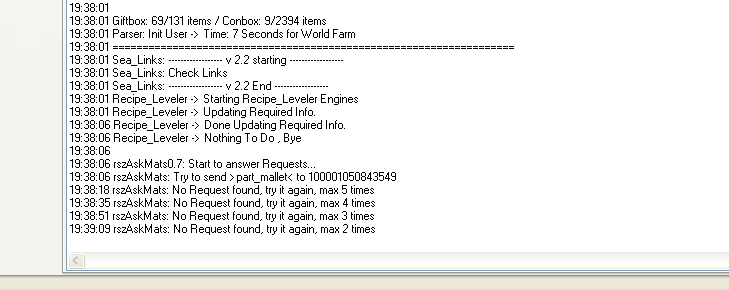 19:38:01
19:38:01 Giftbox: 69/131 items / Conbox: 9/2394 items
19:38:01 Parser: Init User -> Time: 7 Seconds for World Farm
19:38:01 ===================================================================
19:38:01 Sea_Links: ------------------ v 2.2 starting ------------------
19:38:01 Sea_Links: Check Links
19:38:01 Sea_Links: ------------------ v 2.2 End ------------------
19:38:01 Recipe_Leveler -> Starting Recipe_Leveler Engines
19:38:01 Recipe_Leveler -> Updating Required Info.
19:38:06 Recipe_Leveler -> Done Updating Required Info.
19:38:06 Recipe_Leveler -> Nothing To Do , Bye
19:38:06
19:38:06 rszAskMats0.7: Start to answer Requests...
19:38:06 rszAskMats: Try to send >part_mallet< to 100001050843549
19:38:18 rszAskMats: No Request found, try it again, max 5 times
19:38:35 rszAskMats: No Request found, try it again, max 4 times
19:38:51 rszAskMats: No Request found, try it again, max 3 times
19:39:09 rszAskMats: No Request found, try it again, max 2 times